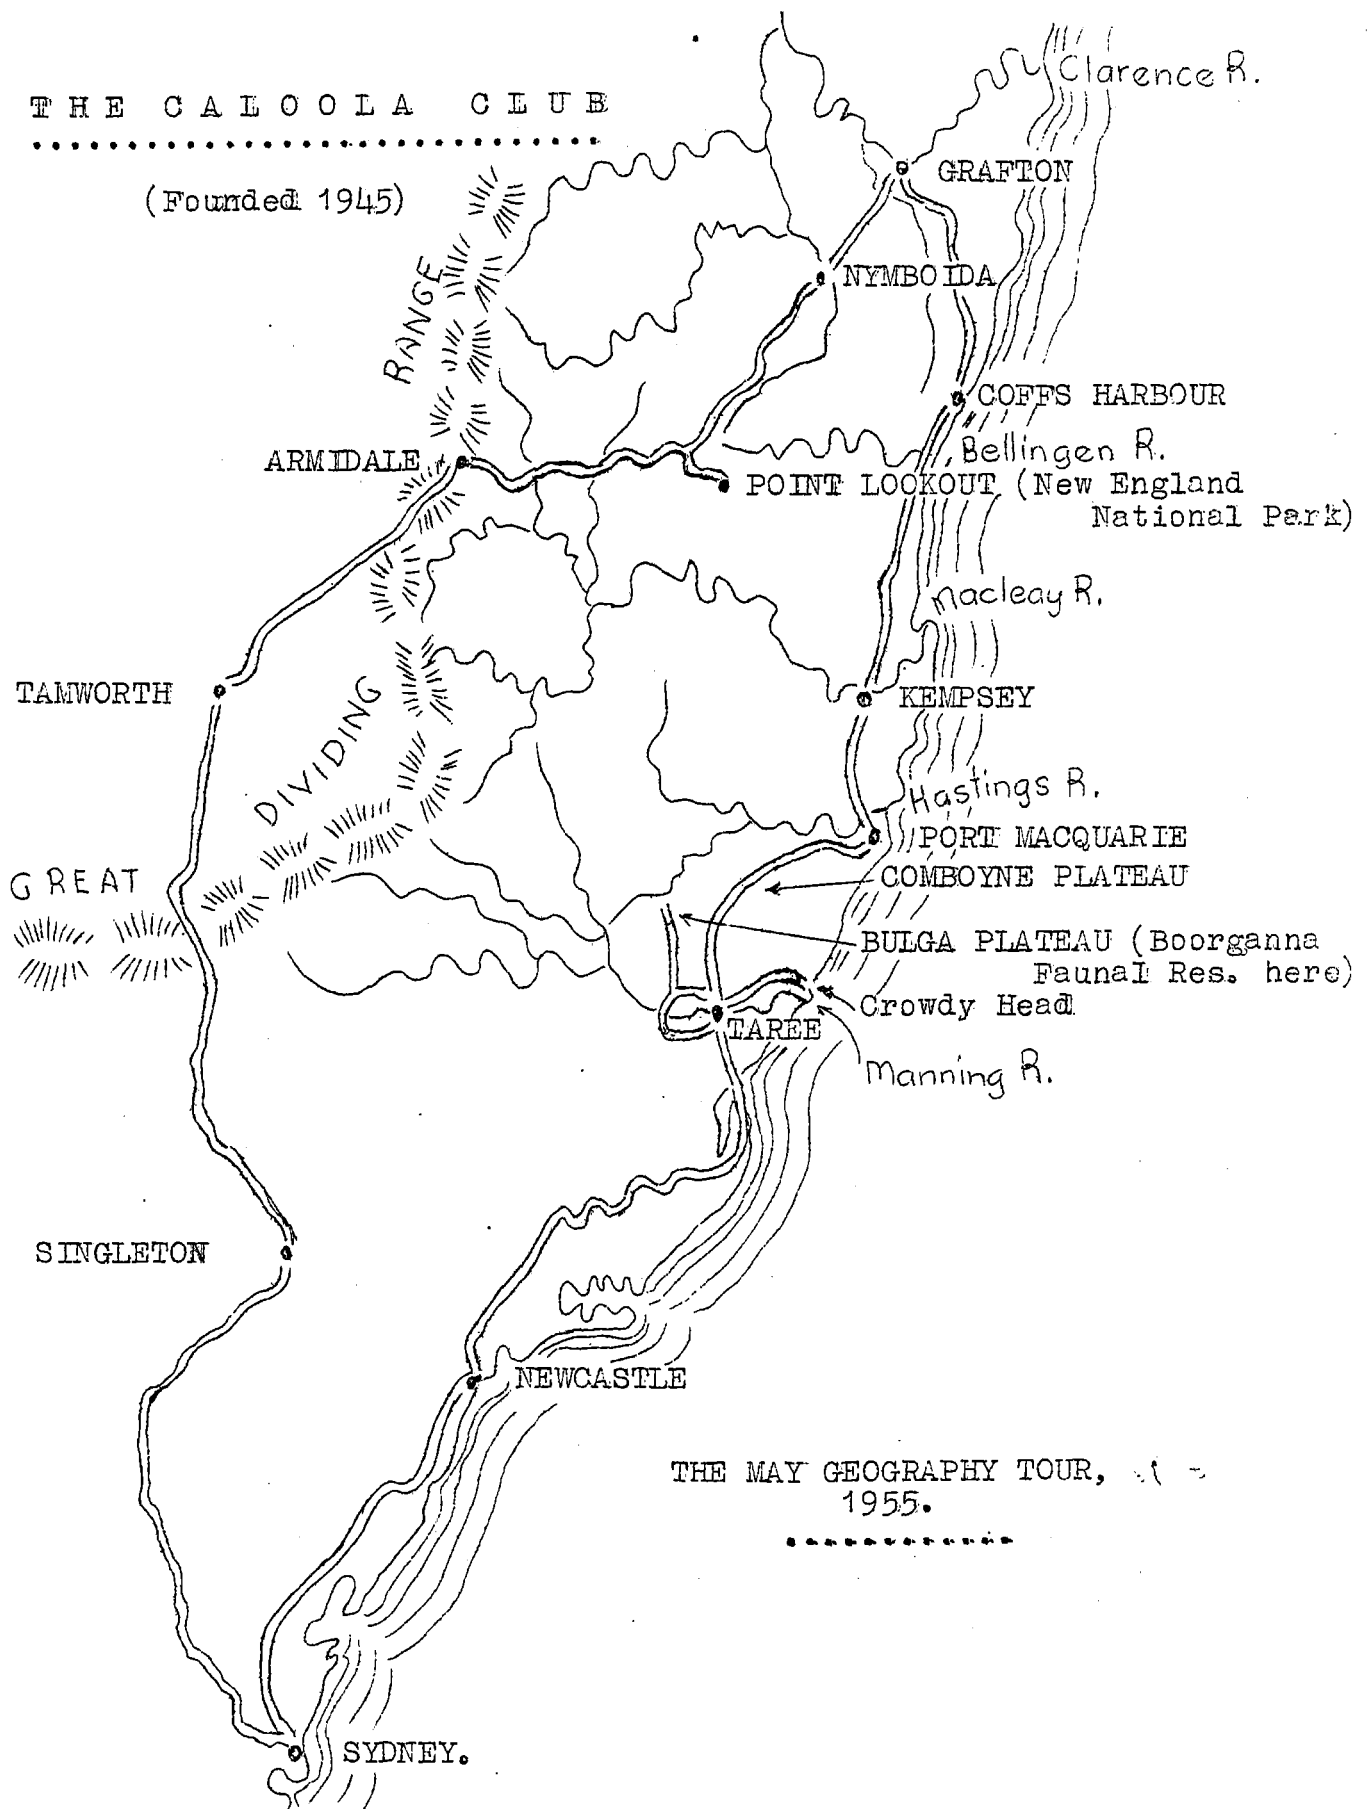 THE CALOOLA CLUB
(Founded 1945)
Clarence R.
GRAFTON
NYMBOIDA
RANGE
COFFS HARBOUR
Bellingen R.
ARMIDALE
POINT LOOKOUT (New England
National Park)
Macleay R.
TAMWORTH
KEMPSEY
DIVIDING
Hastings R.
PORT MACQUARIE
GREAT
COMBOYNE PLATEAU
BULGA PLATEAU (Boorganna
Faunal Res. here)
Crowdy Head
TAREE
Manning R.
SINGLETON
NEWCASTLE
THE MAY GEOGRAPHY TOUR,
1955.
SYDNEY.